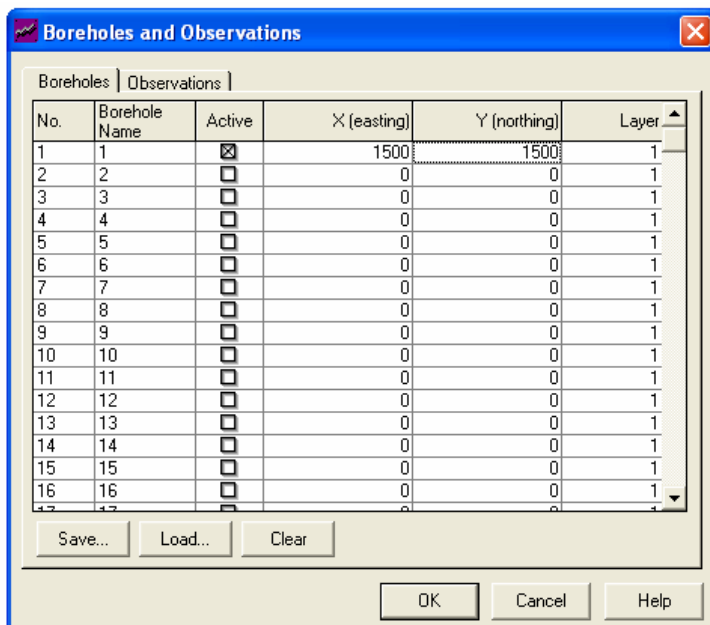 Boreholes and Observations
Boreholes Observations
No. Borehole Name Active X (easting) Y (northing) Layer
1 1 1500 1500 1
2 2 0 0 1
3 3 0 0 1
4 4 0 0 1
5 5 0 0 1
6 6 0 0 1
7 7 0 0 1
8 8 0 0 1
9 9 0 0 1
10 10 0 0 1
11 11 0 0 1
12 12 0 0 1
13 13 0 0 1
14 14 0 0 1
15 15 0 0 1
16 16 0 0 1
17 17 0 0 1
Save... Load... Clear
OK Cancel Help